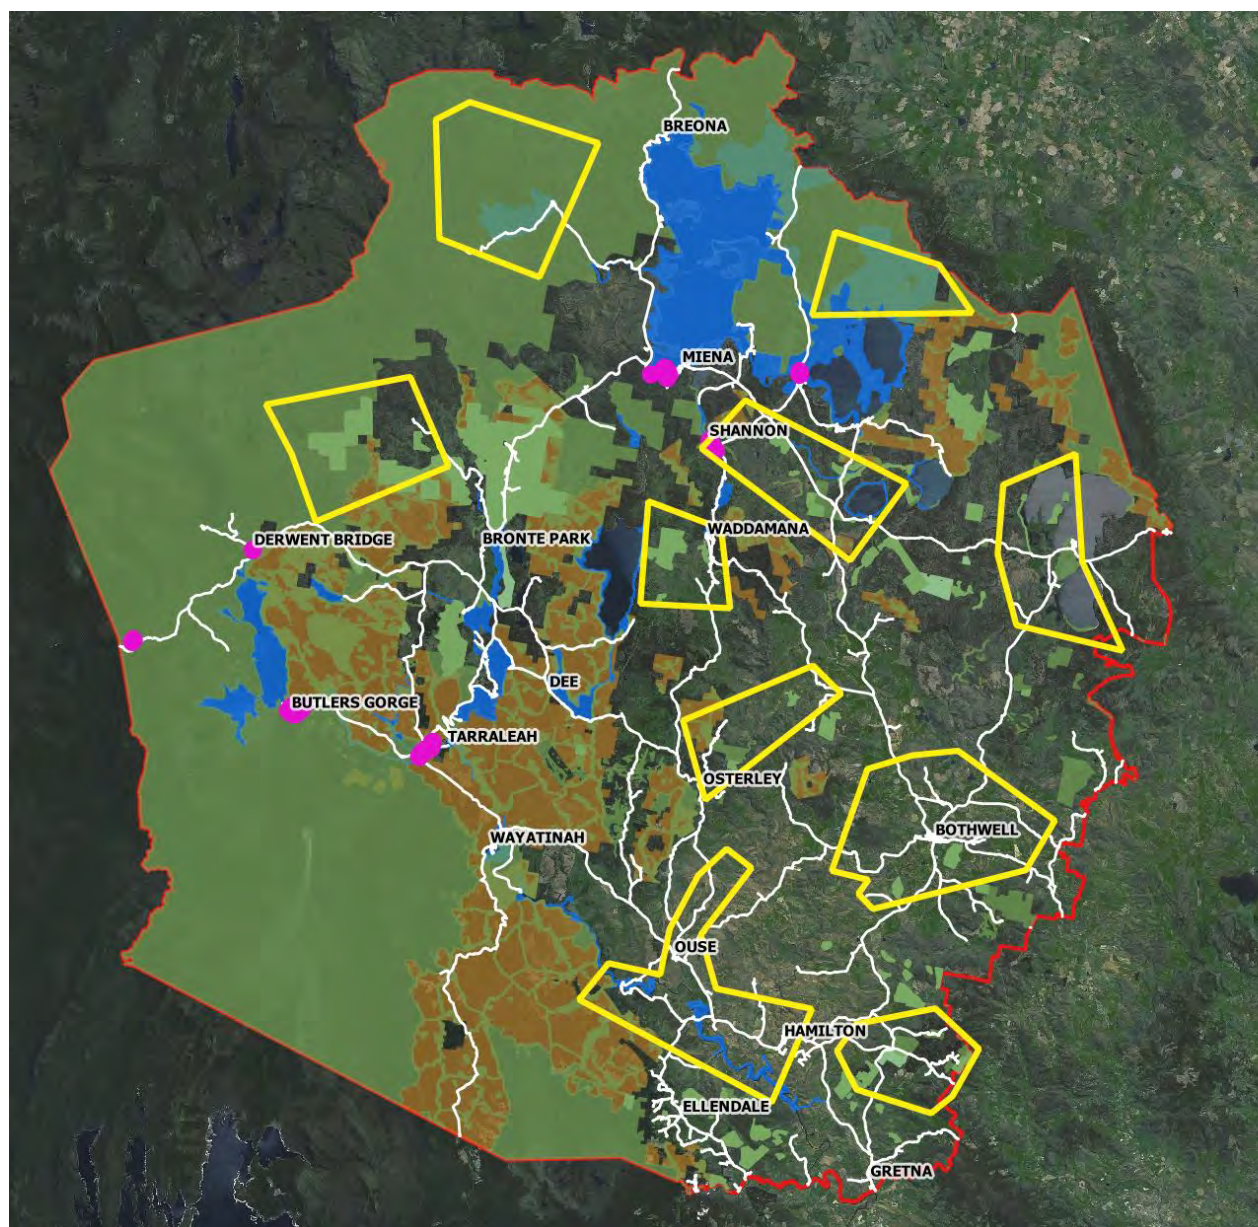 BREONA
MIENA
SHANNON
WADDAMANA
DERWENT BRIDGE
BRONTE PARK
DEE
BUTLERS GORGE
TARRALEAH
OSTERLEY
WAYATINAH
BOTHWELL
OUSE
HAMILTON
ELLENDALE
GRETNA